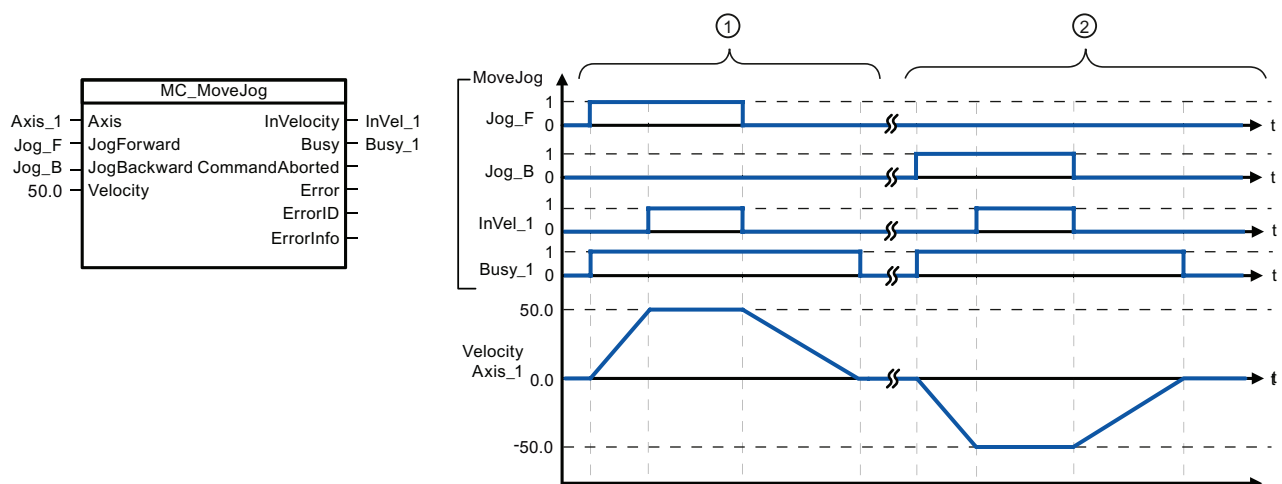 ① ②
MC_MoveJog
Axis_1 Axis InVelocity InVel_1
Jog_F JogForward Busy Busy_1
Jog_B JogBackward CommandAborted
50.0 Velocity Error
ErrorID
ErrorInfo
MoveJog
1
Jog_F
0
t
1
Jog_B
0
t
1
InVel_1
0
t
1
Busy_1
0
t
50.0
Velocity
Axis_1
0.0
t
-50.0